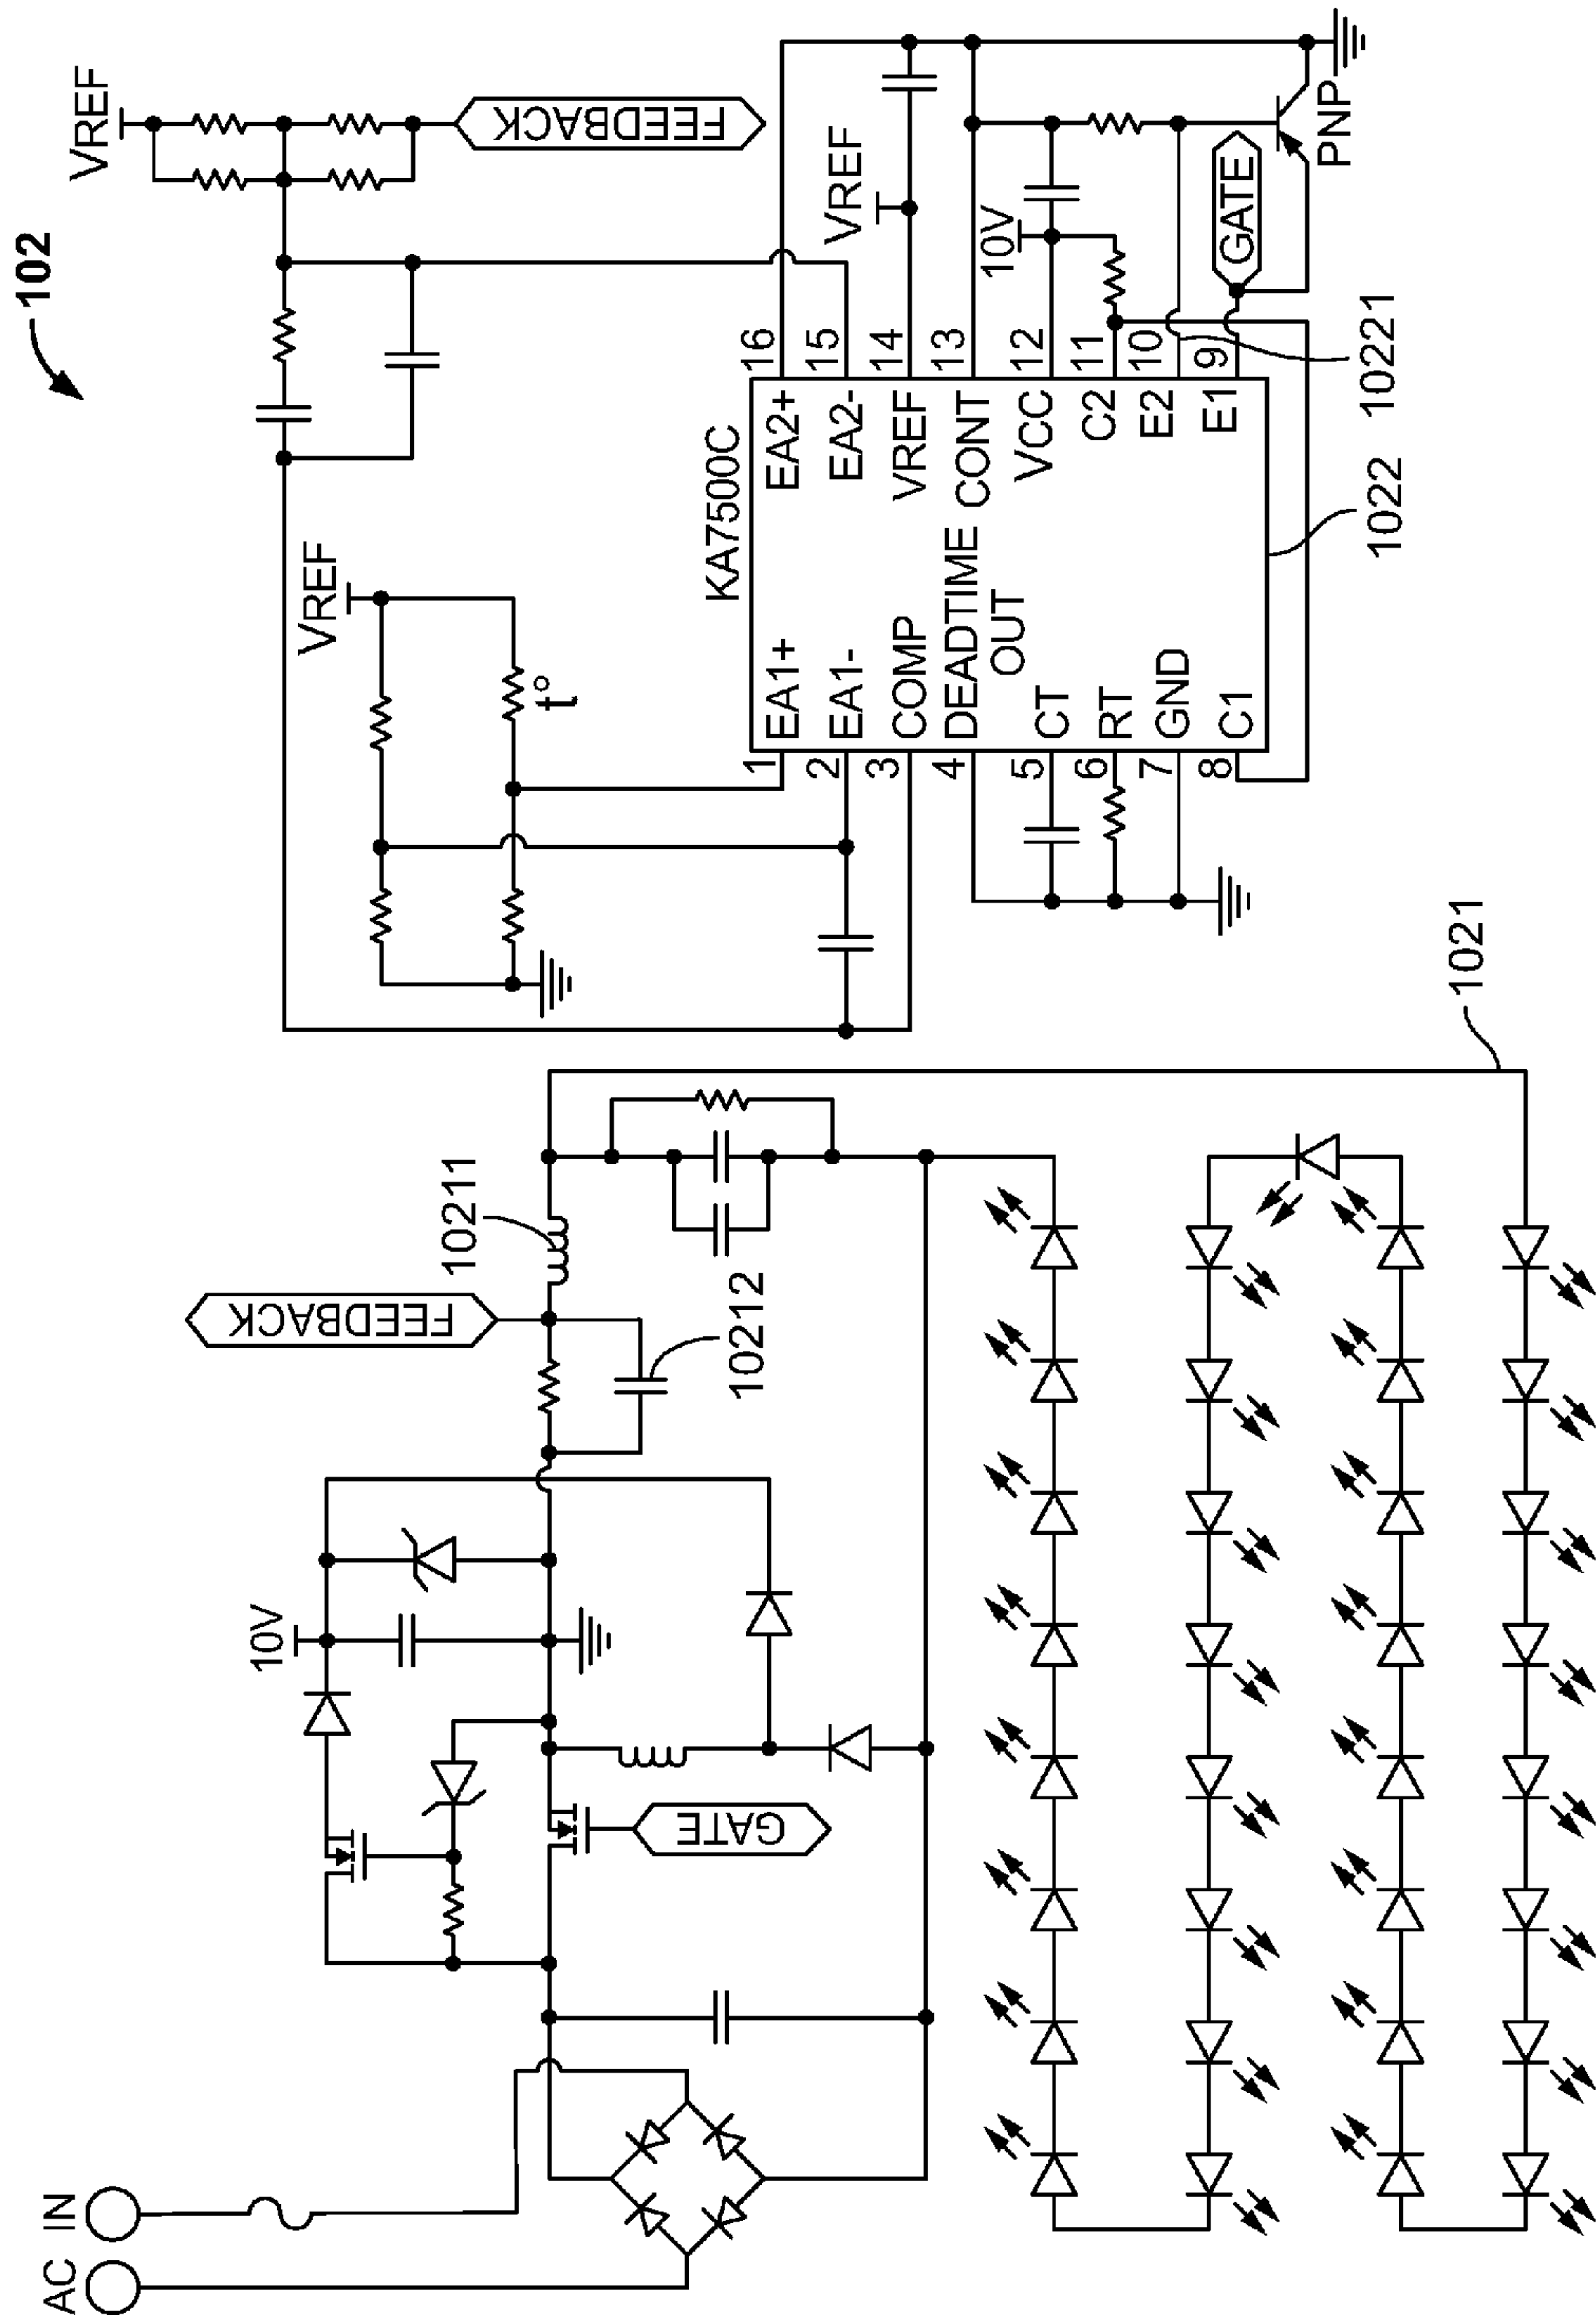 102
AC IN
10V
FEEDBACK
10211
10212
GATE
1021
VREF
t°
VREF
FEEDBACK
VREF
10V
KA7500C
1 EA1+
2 EA1-
3 COMP
4 DEADTIME
OUT
5 CT
6 RT
7 GND
8 C1
EA2+ 16
EA2- 15
VREF 14
CONT 13
VCC 12
C2 11
E2 10
E1 9
GATE
PNP
10221
1022